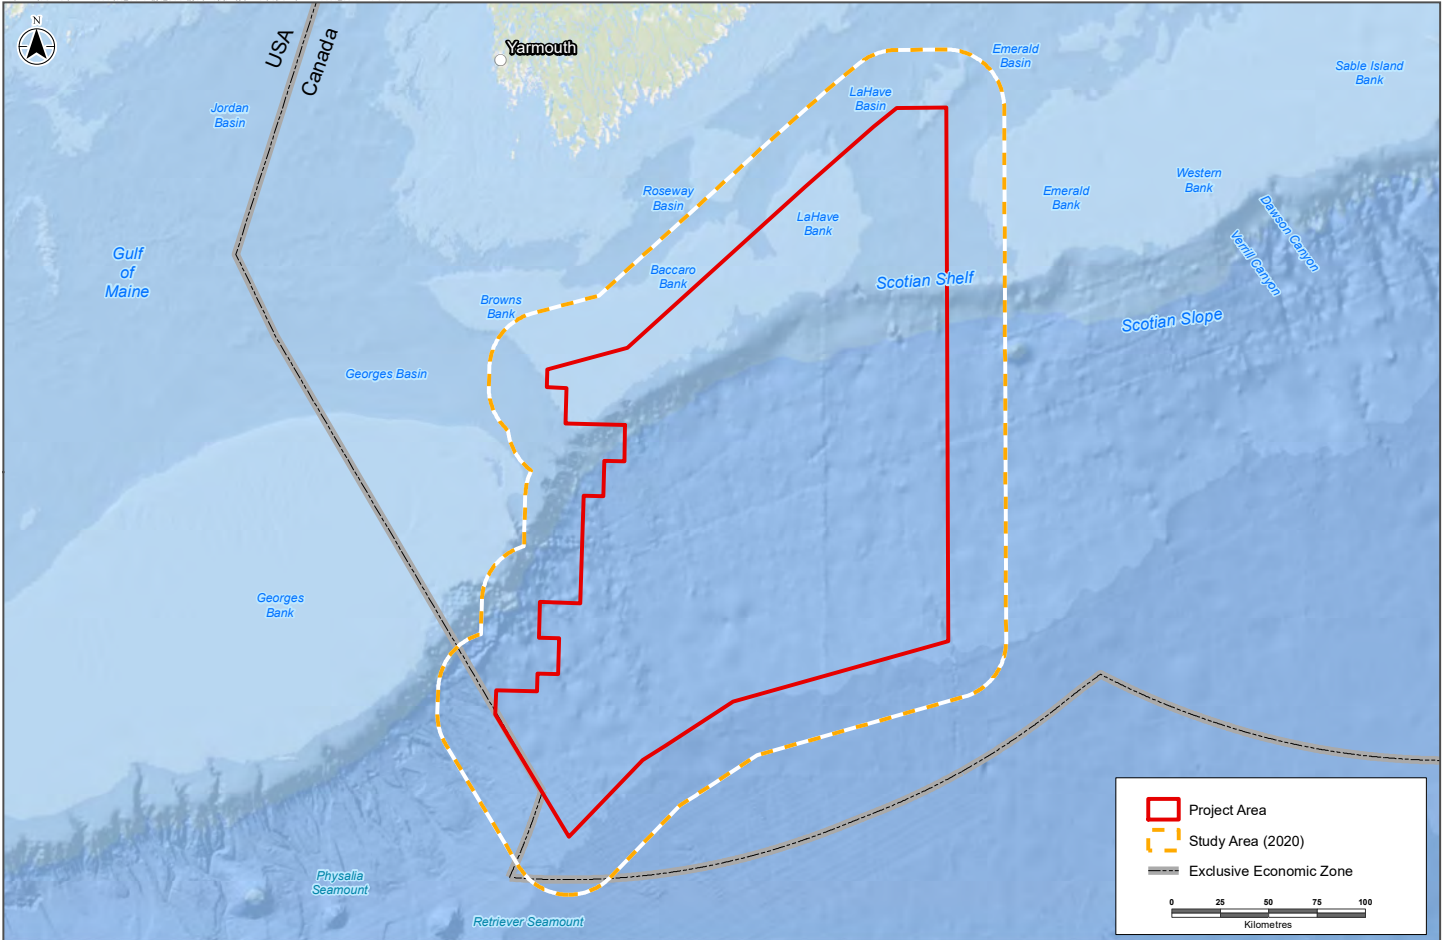 N
USA
Canada
Yarmouth
Emerald
Basin
Sable Island
Bank
Jordan
Basin
LaHave
Basin
Roseway
Basin
Western
Bank
Emerald
Bank
LaHave
Bank
Dawson Canyon
Verrill Canyon
Gulf
of
Maine
Baccaro
Bank
Scotian Shelf
Browns
Bank
Scotian Slope
Georges Basin
Georges
Bank
Physalia
Seamount
Retriever Seamount
Project Area
Study Area (2020)
Exclusive Economic Zone
0 25 50 75 100
Kilometres